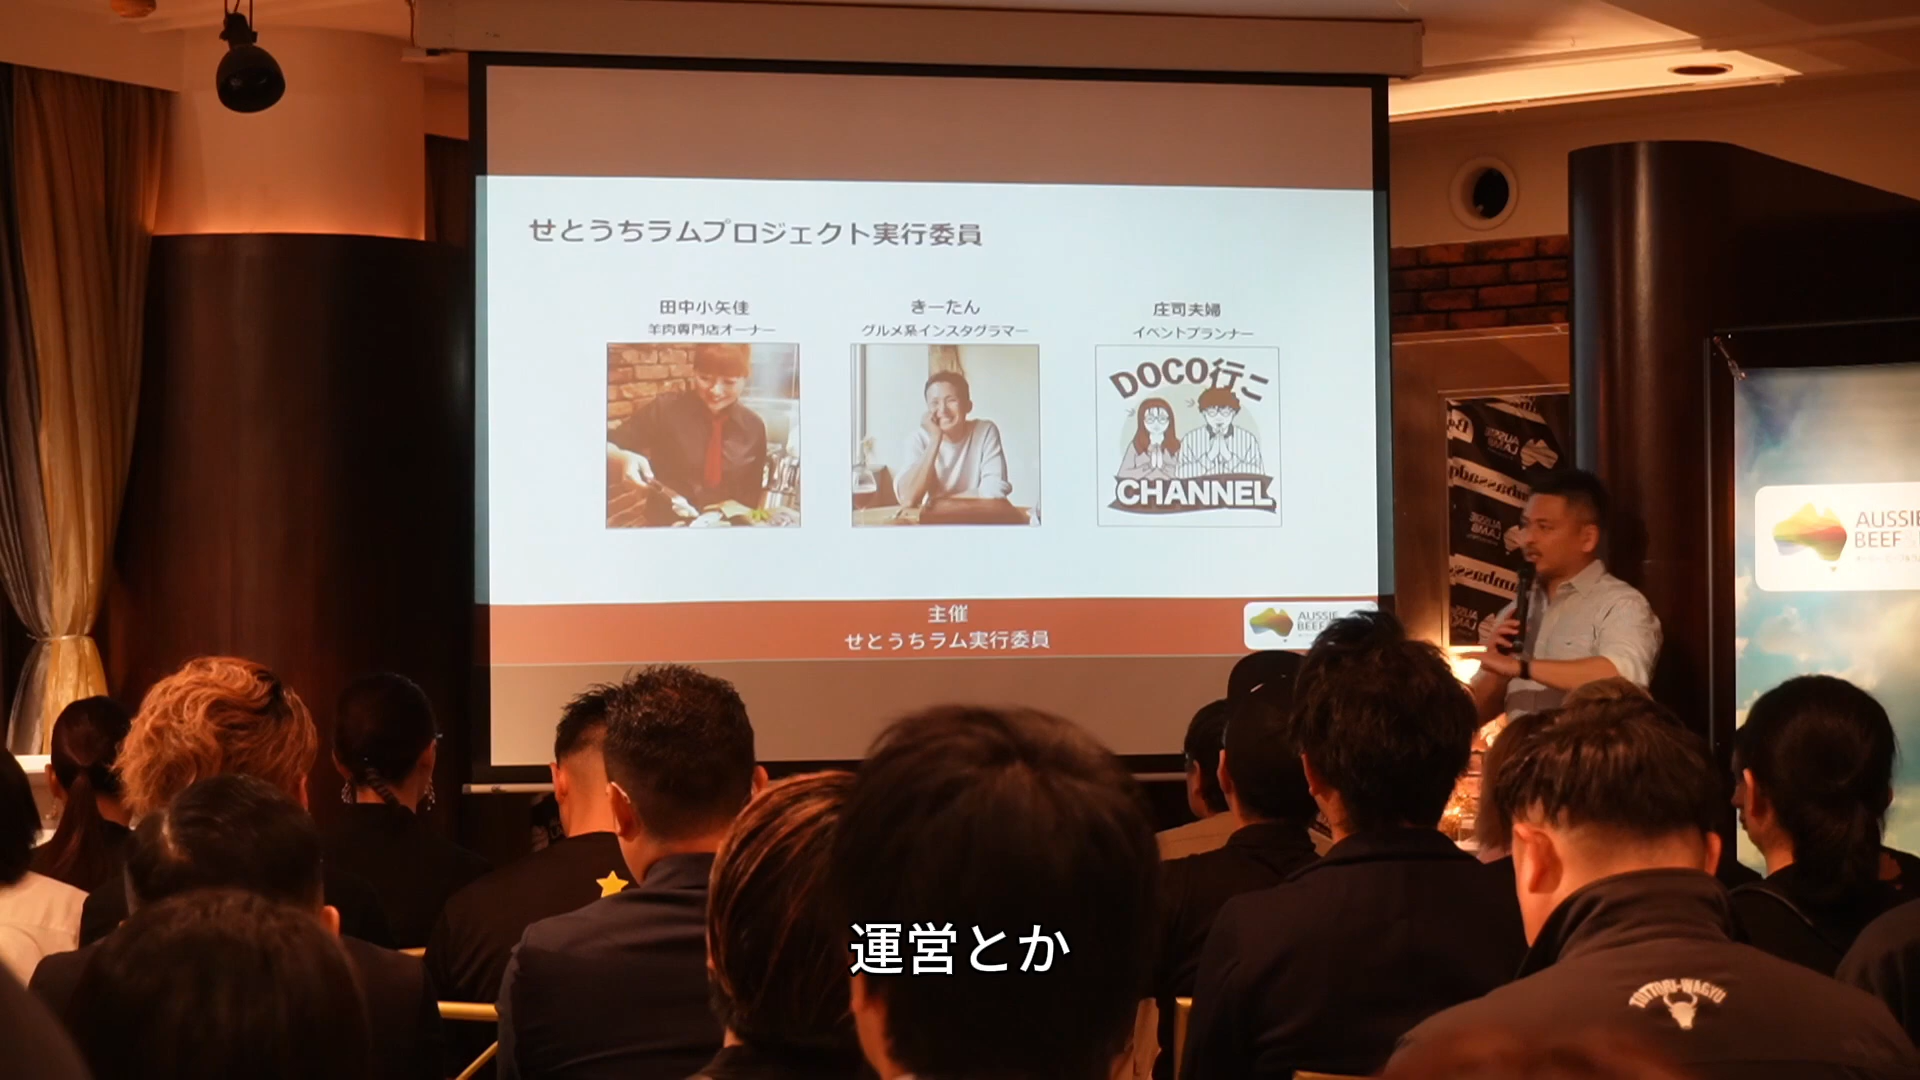 せとうちラムプロジェクト実行委員
田中小矢佳
羊肉専門店オーナー
きーたん
グルメ系インスタグラマー
庄司夫婦
イベントプランナー
DOCO行こ
CHANNEL
主催
せとうちラム実行委員
AUSSIE
BEEF
AUSSIE
BEEF
運営とか
TOTTORI-WAGYU